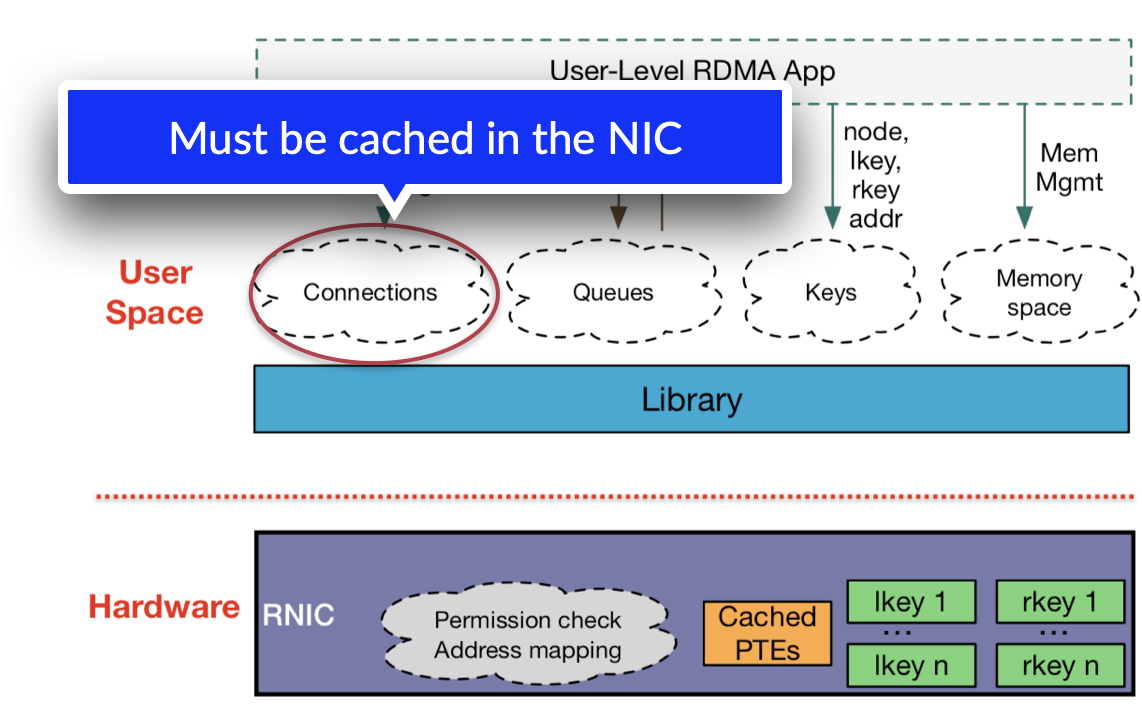 User-Level RDMA App
Must be cached in the NIC
node,
lkey,
rkey
addr
Mem
Mgmt
User
Space
Connections
Queues
Keys
Memory
space
Library
Hardware
RNIC
Permission check
Address mapping
Cached
PTEs
lkey 1
...
lkey n
rkey 1
...
rkey n